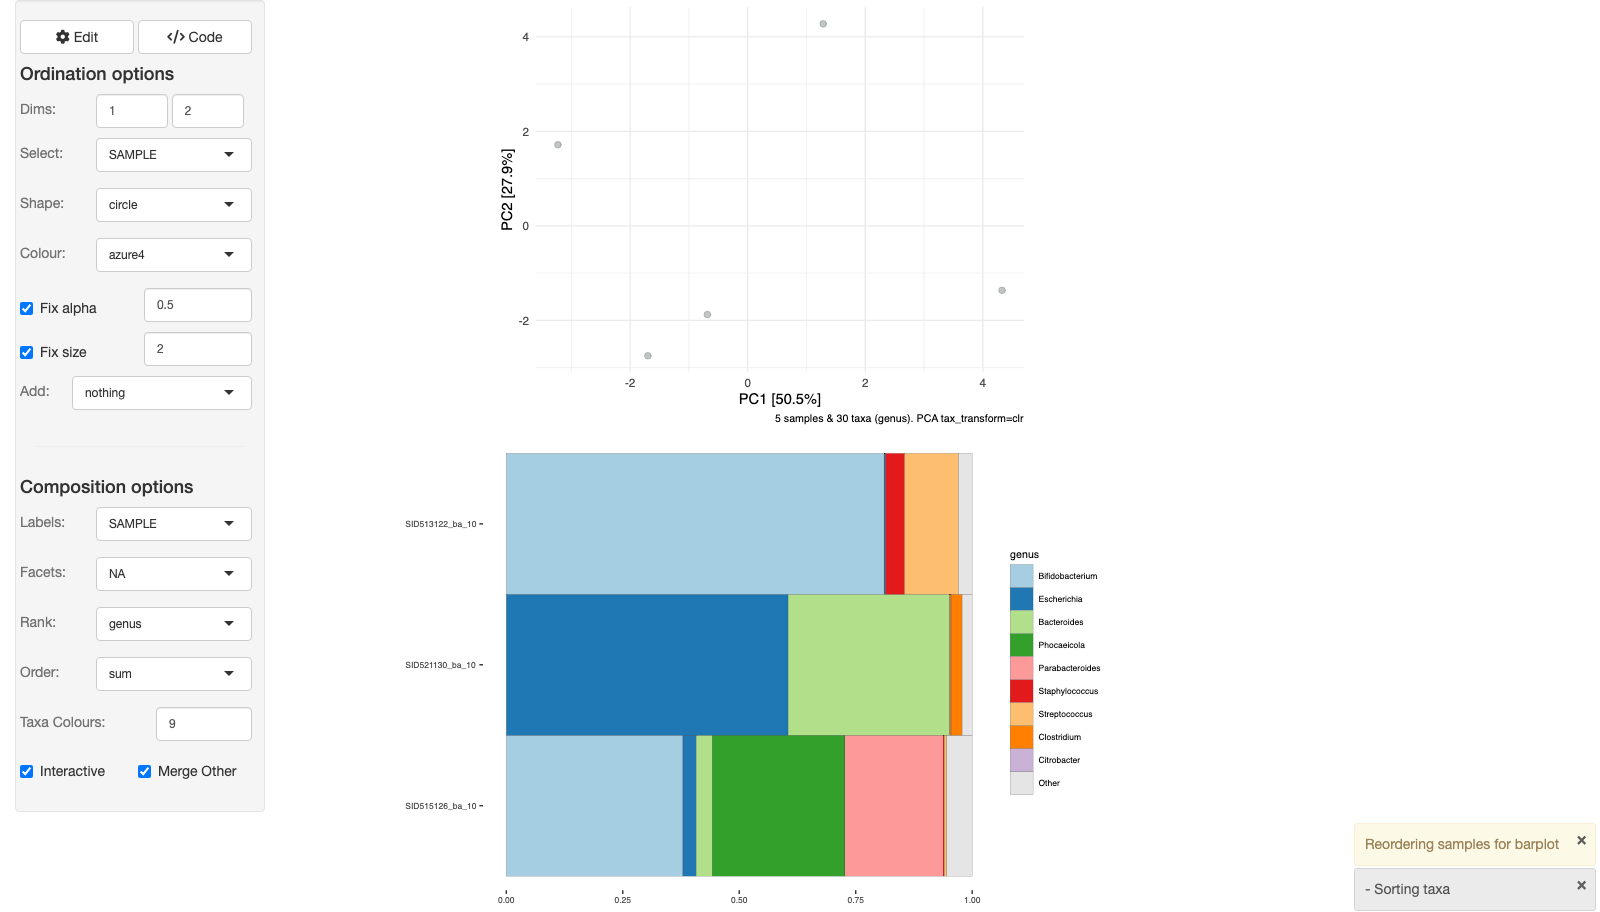 Edit
Code
Ordination options
Dims: 1 2
Select: SAMPLE
Shape: circle
Colour: azure4
Fix alpha 0.5
Fix size 2
Add: nothing
Composition options
Labels: SAMPLE
Facets: NA
Rank: genus
Order: sum
Taxa Colours: 9
Interactive
Merge Other
4
2
0
-2
PC2 [27.9%]
-2 0 2 4
PC1 [50.5%]
5 samples & 30 taxa (genus). PCA tax_transform=clr
SID513122_ba_10
SID521130_ba_10
SID515126_ba_10
0.00 0.25 0.50 0.75 1.00
genus
Bifidobacterium
Escherichia
Bacteroides
Phocaeicola
Parabacteroides
Staphylococcus
Streptococcus
Clostridium
Citrobacter
Other
Reordering samples for barplot ×
- Sorting taxa ×